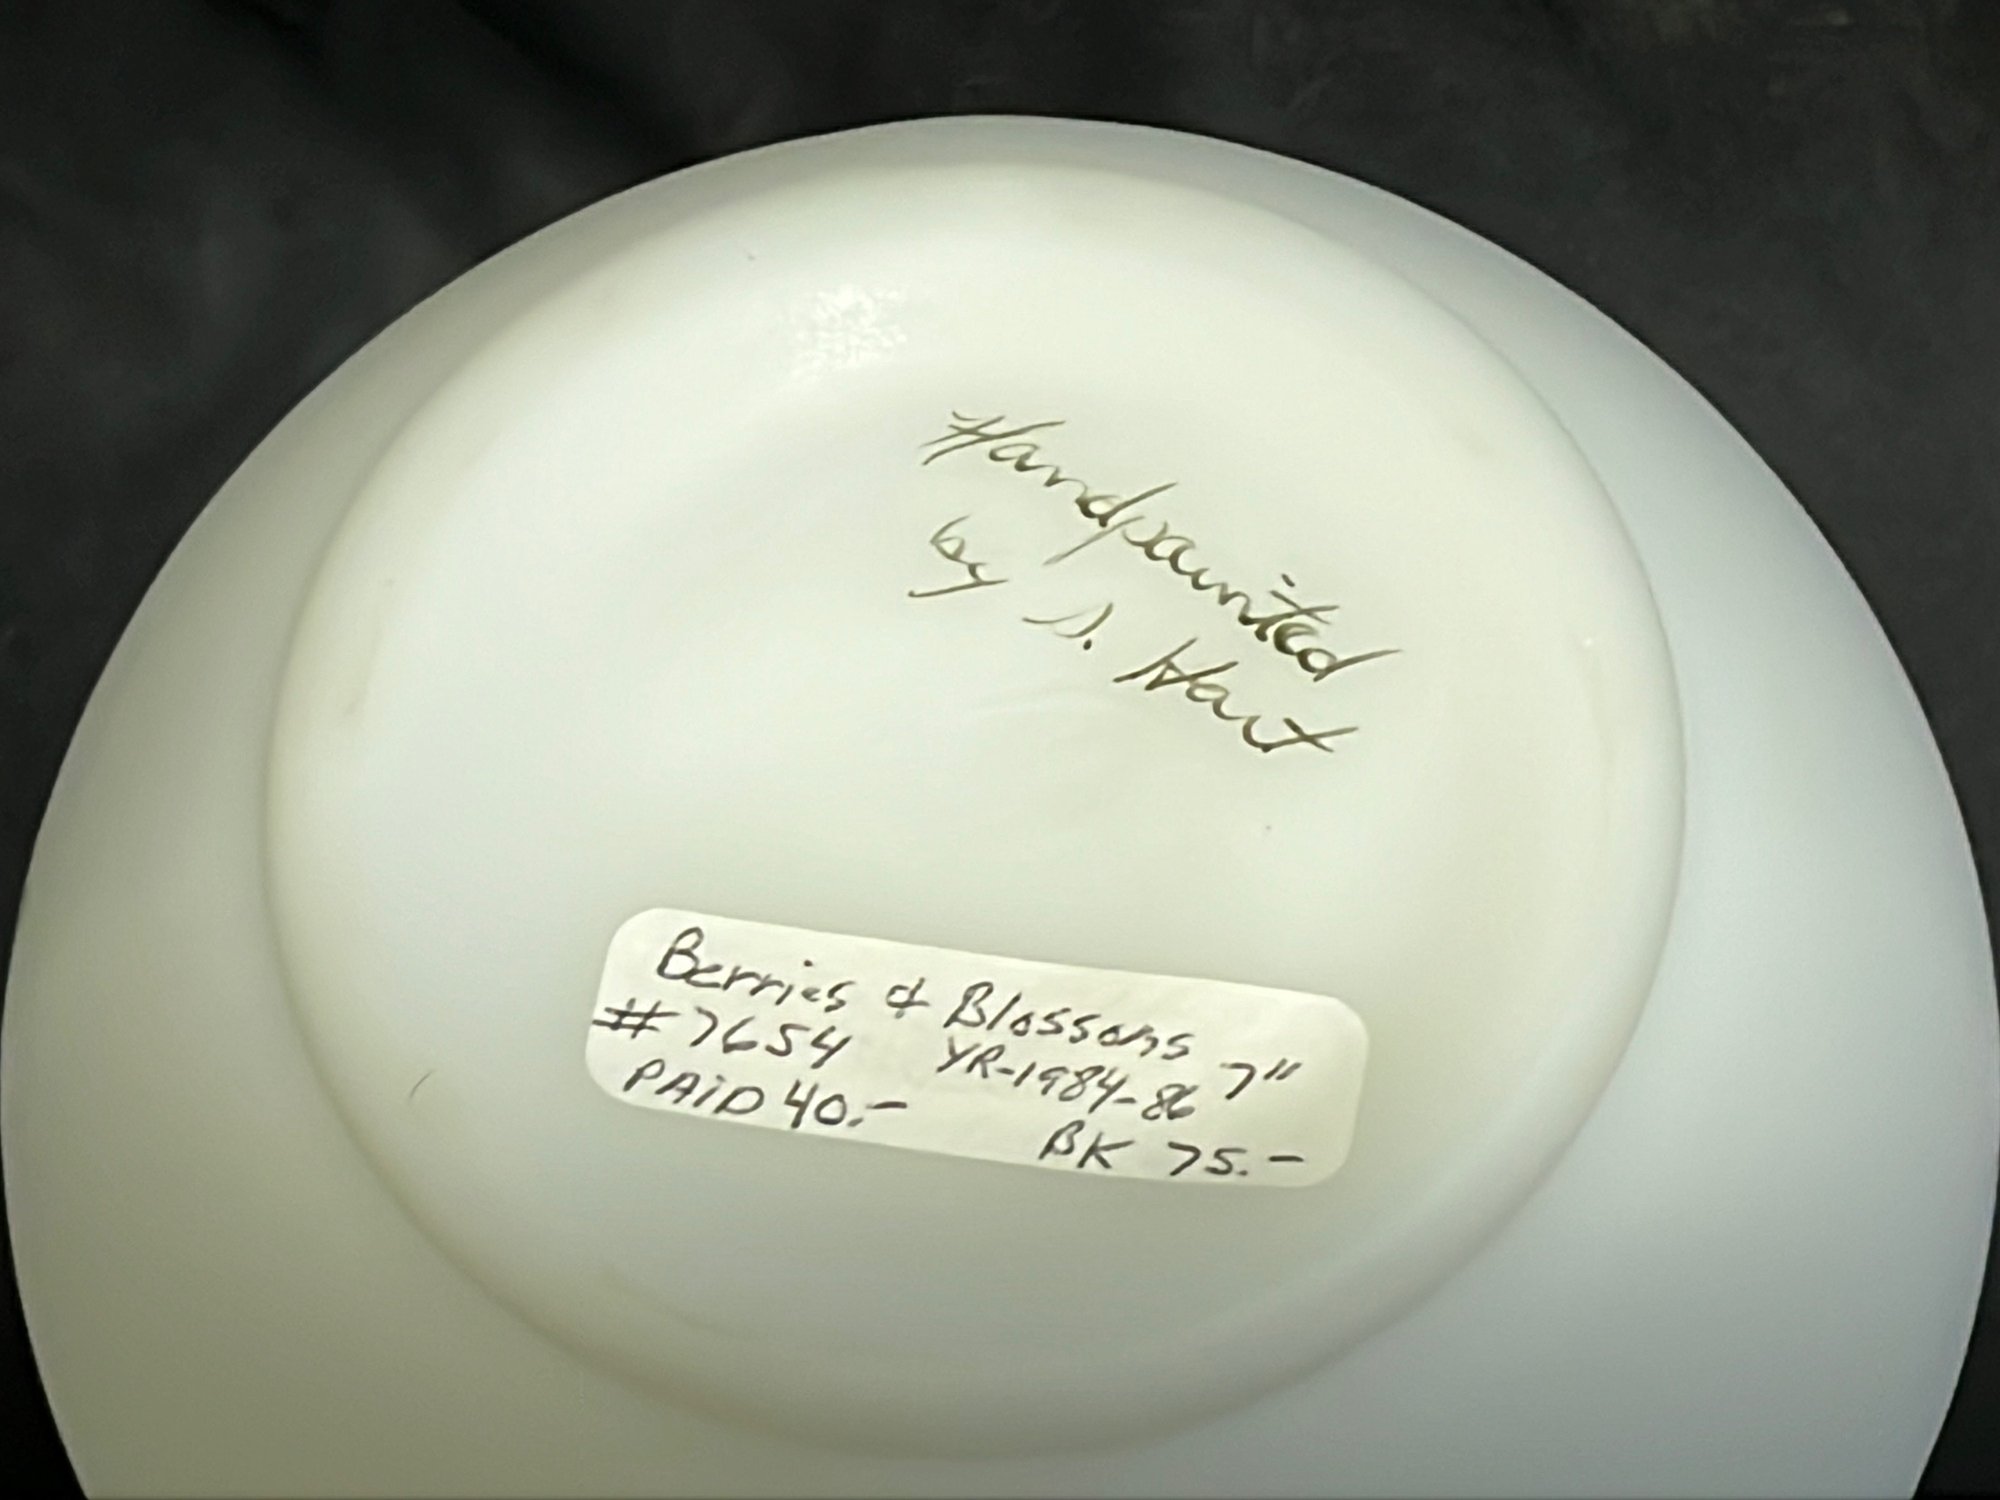 Handpainted
by S. Hart
Berries & Blossoms 7"
#7654 YR-1984-86
PAID 40.- BK 75.-